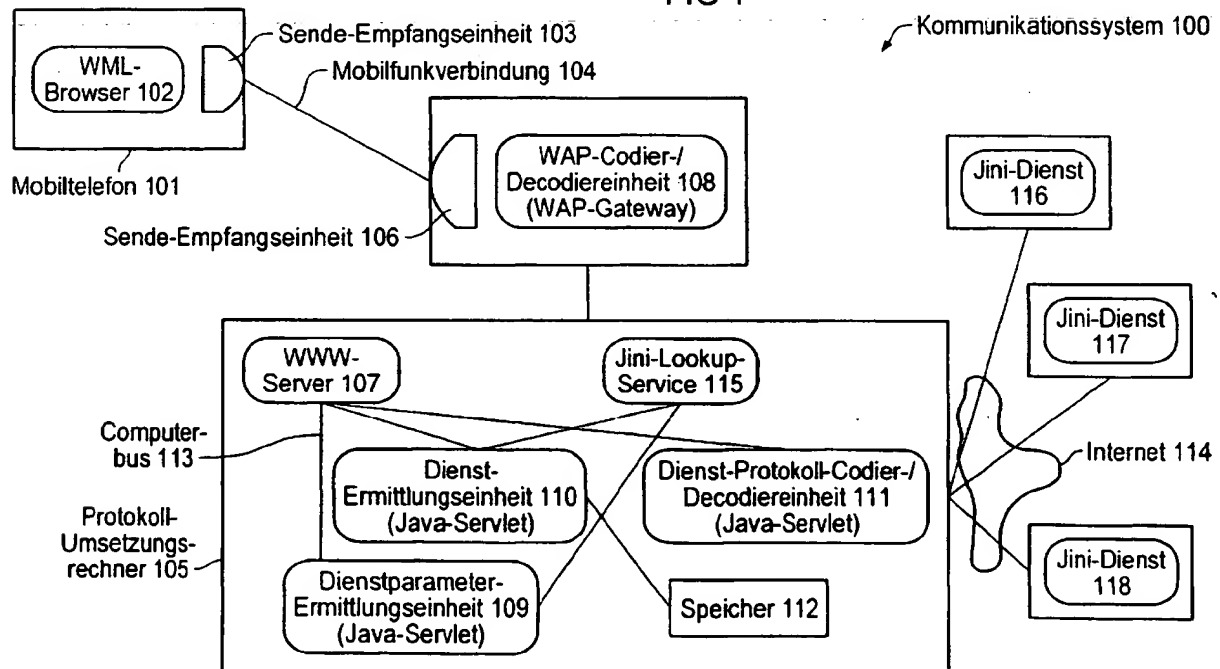 Kommunikationssystem 100
Sende-Empfangseinheit 103
WML-
Browser 102
Mobilfunkverbindung 104
Mobiltelefon 101
WAP-Codier-/
Decodiereinheit 108
(WAP-Gateway)
Sende-Empfangseinheit 106
Jini-Dienst
116
Jini-Dienst
117
WWW-
Server 107
Jini-Lookup-
Service 115
Computer-
bus 113
Internet 114
Dienst-
Ermittlungseinheit 110
(Java-Servlet)
Dienst-Protokoll-Codier-/
Decodiereinheit 111
(Java-Servlet)
Protokoll-
Umsetzungs-
rechner 105
Dienstparameter-
Ermittlungseinheit 109
(Java-Servlet)
Speicher 112
Jini-Dienst
118